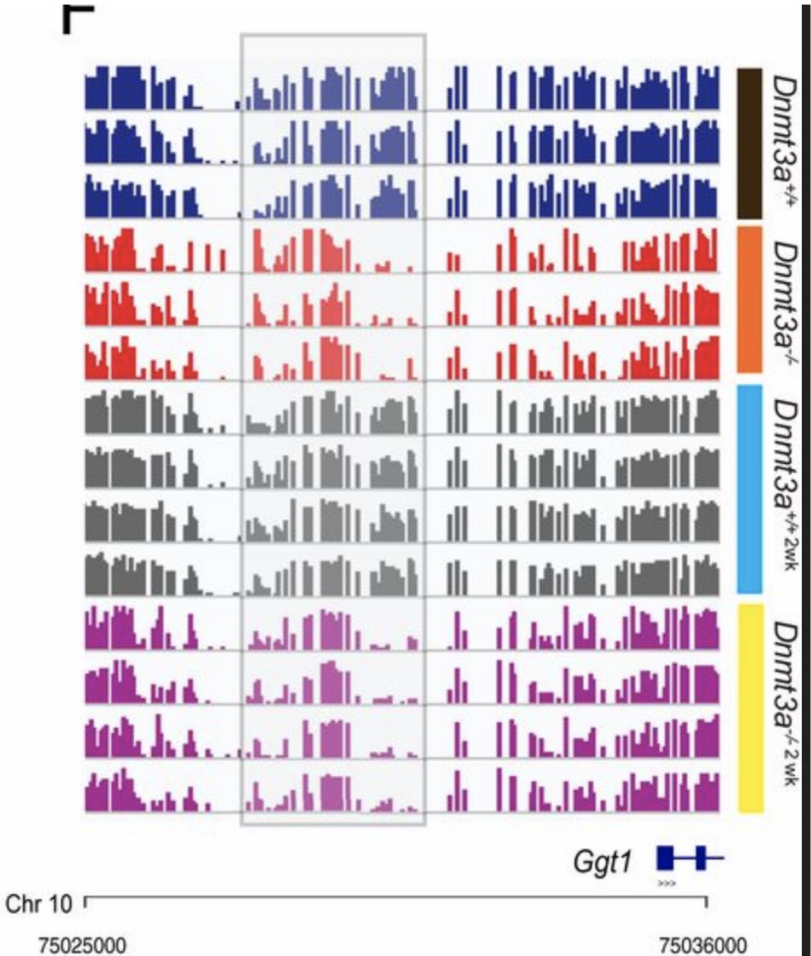 Dnmt3a+/+
Dnmt3a-/-
Dnmt3a+/+ 2wk
Dnmt3a-/- 2 wk
Ggt1
>>>
Chr 10
75025000 75036000